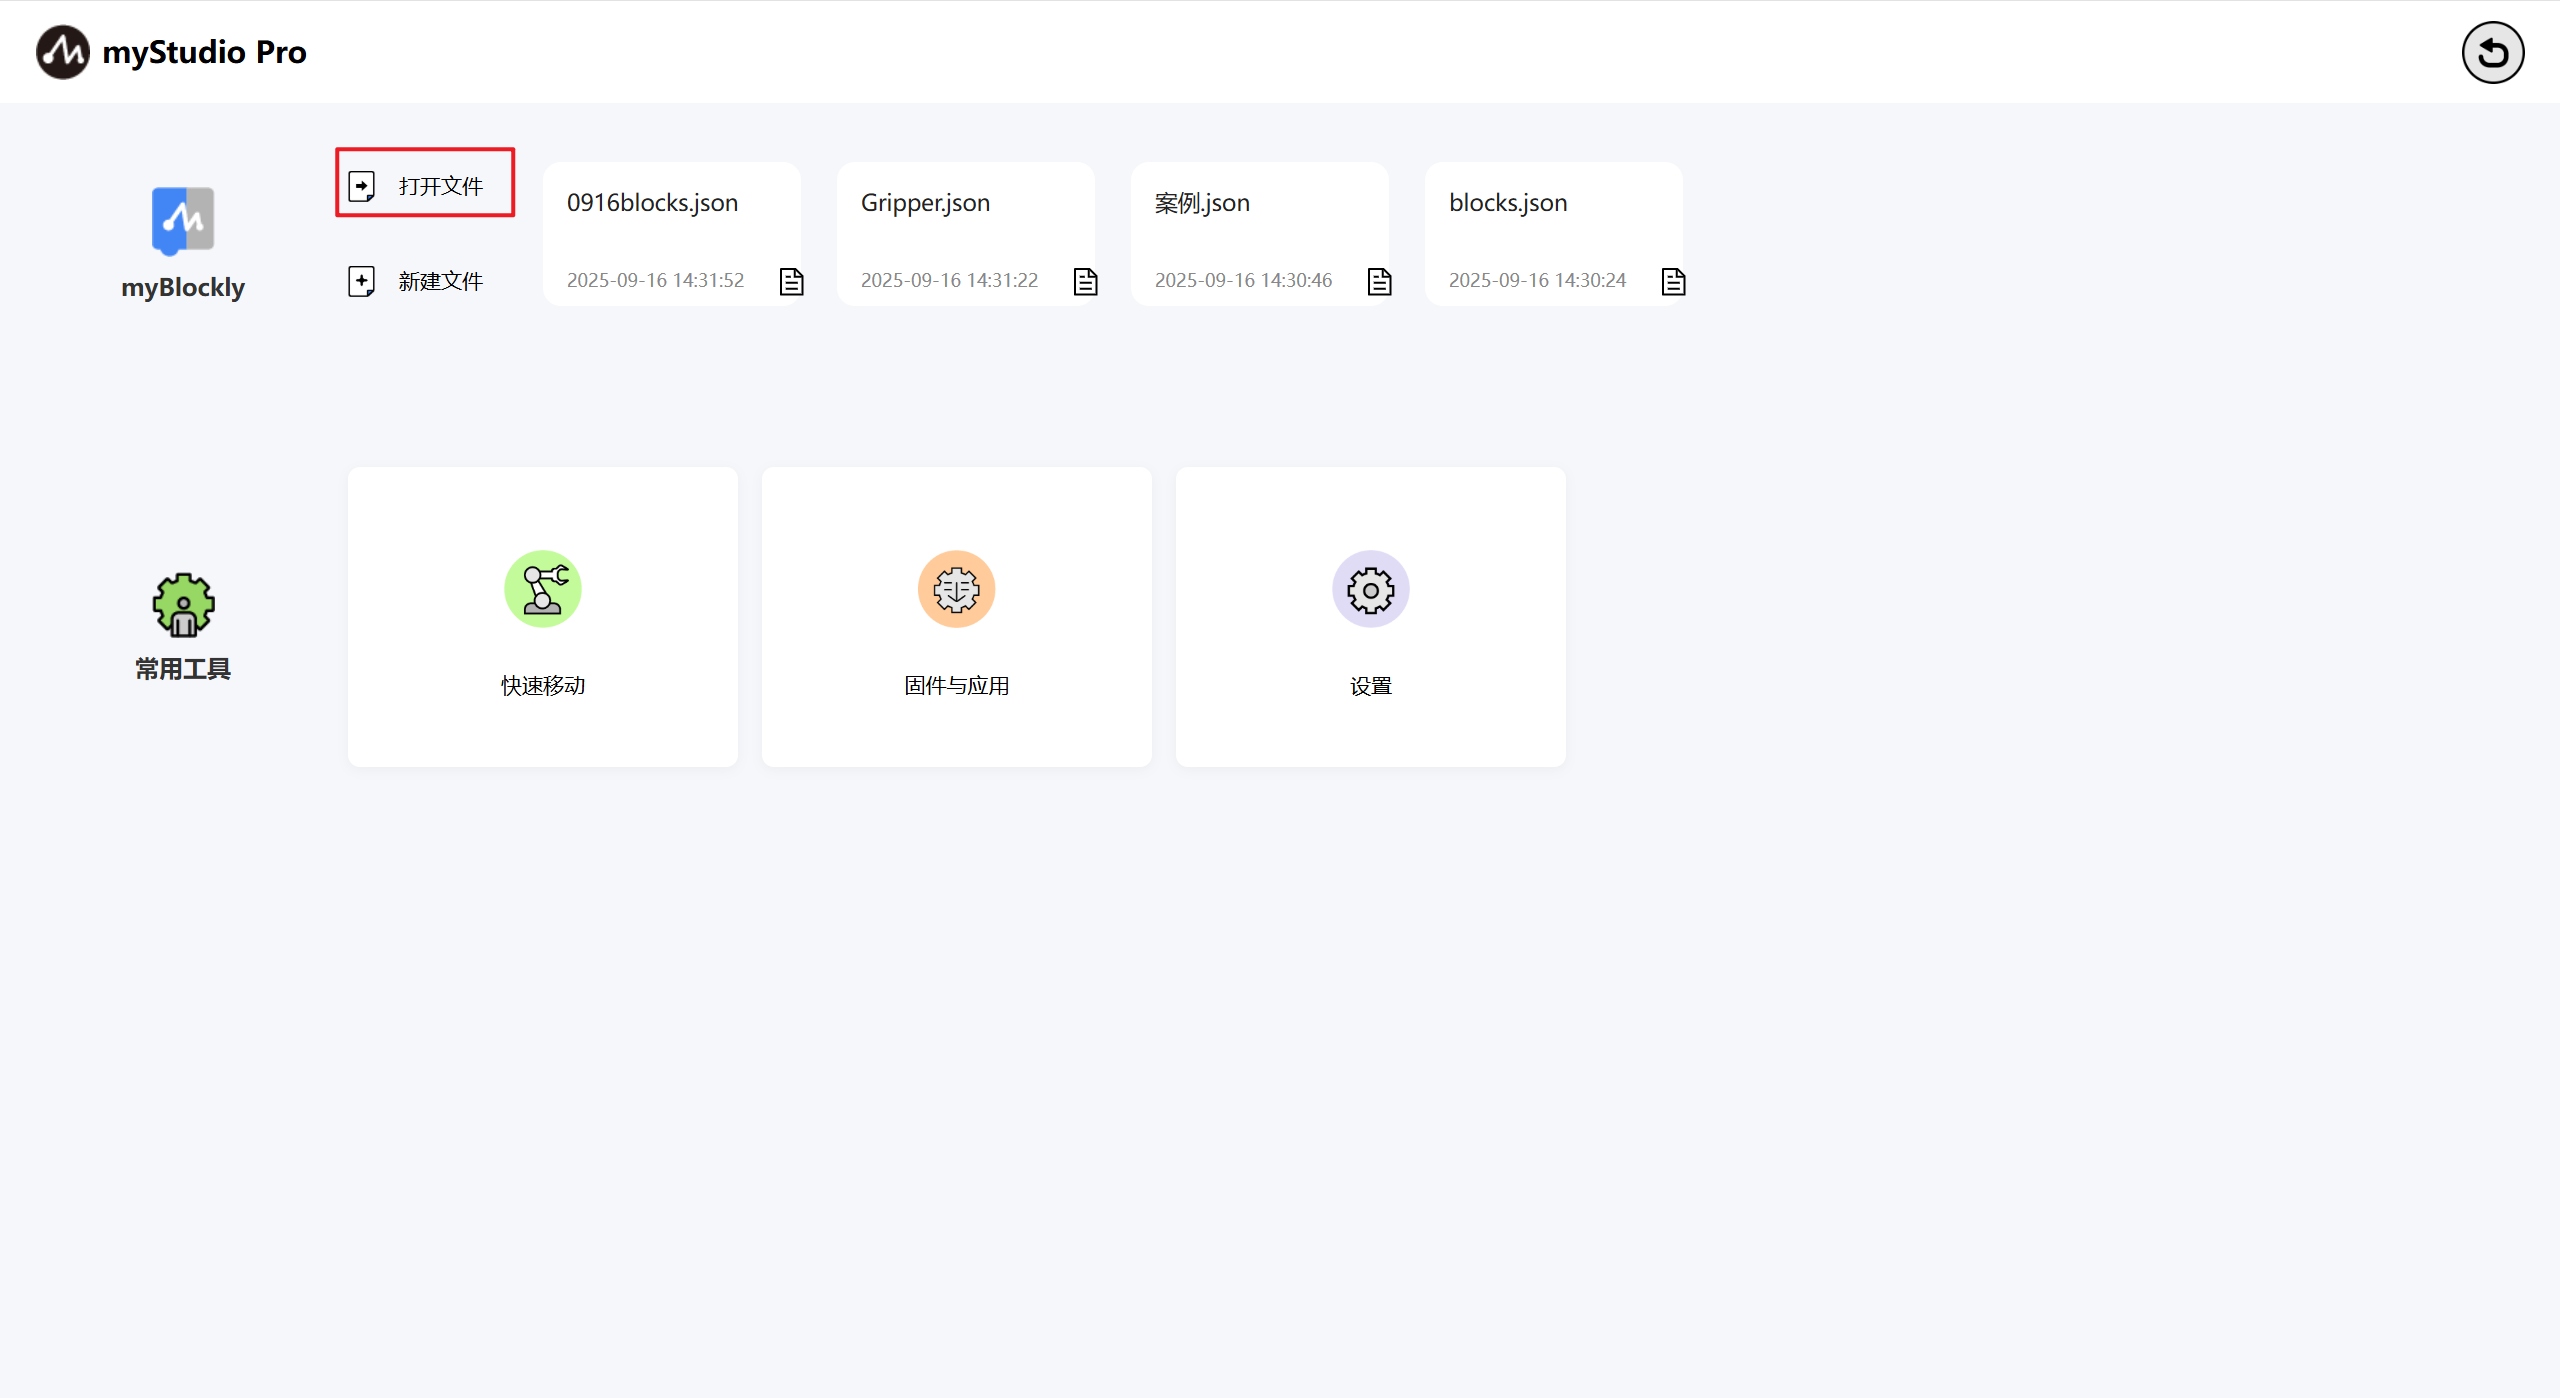 myStudio Pro
打开文件
新建文件
myBlockly
0916blocks.json
2025-09-16 14:31:52
Gripper.json
2025-09-16 14:31:22
案例.json
2025-09-16 14:30:46
blocks.json
2025-09-16 14:30:24
常用工具
快速移动
固件与应用
设置